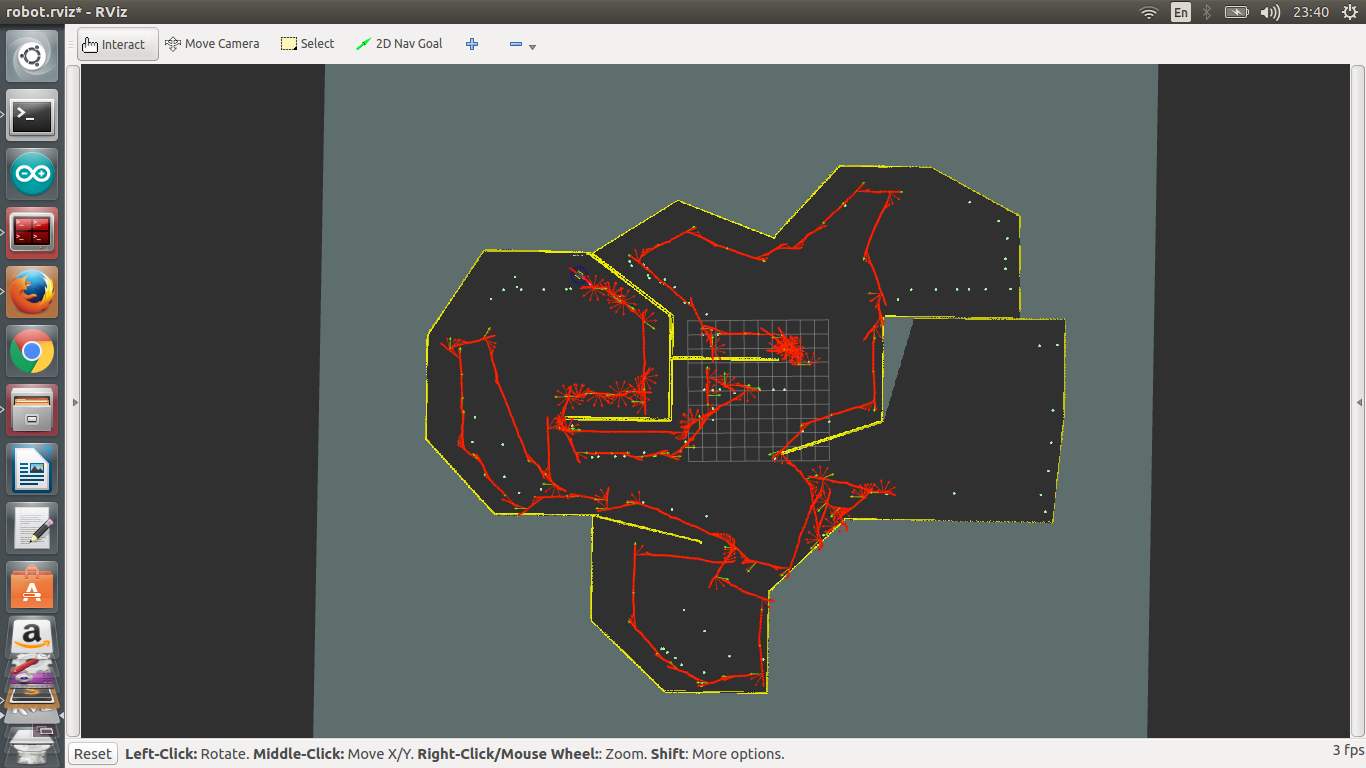 robot.rviz* - RViz
En
23:40
Interact
Move Camera
Select
2D Nav Goal
Reset
Left-Click: Rotate. Middle-Click: Move X/Y. Right-Click/Mouse Wheel:: Zoom. Shift: More options.
3 fps